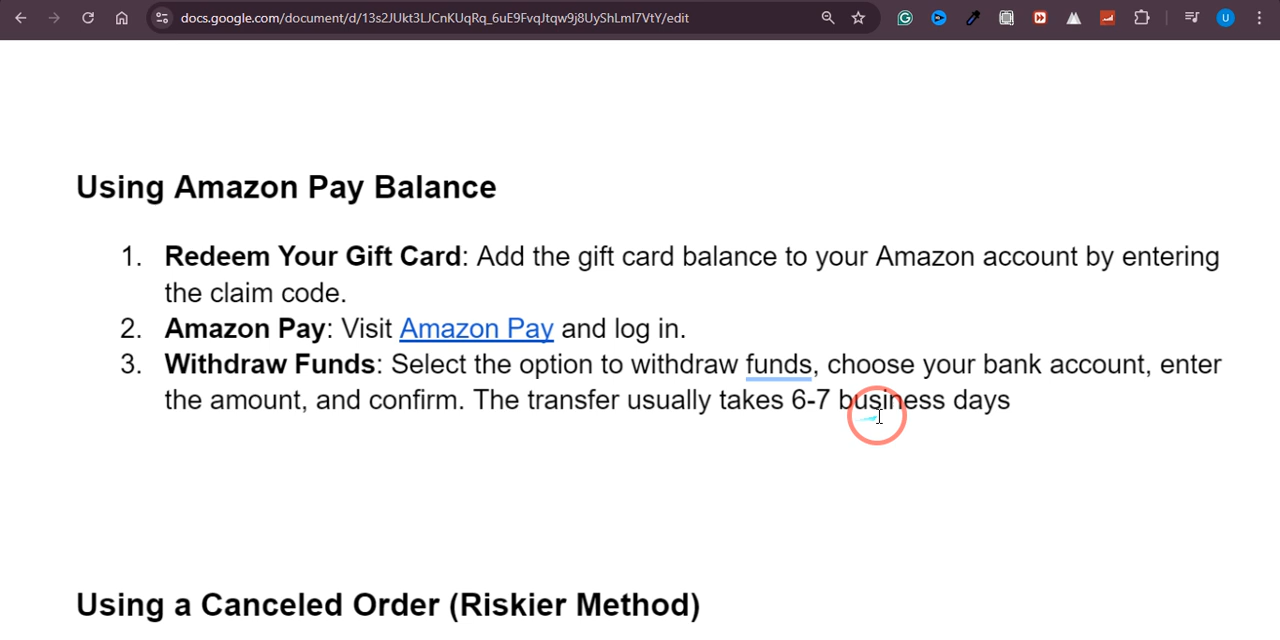 docs.google.com/document/d/13s2JUkt3LJCnKUqRq_6uE9FvqJtqw9j8UyShLmI7VtY/edit
U
Using Amazon Pay Balance
1. Redeem Your Gift Card: Add the gift card balance to your Amazon account by entering
the claim code.
2. Amazon Pay: Visit Amazon Pay and log in.
3. Withdraw Funds: Select the option to withdraw funds, choose your bank account, enter
the amount, and confirm. The transfer usually takes 6-7 business days
Using a Canceled Order (Riskier Method)